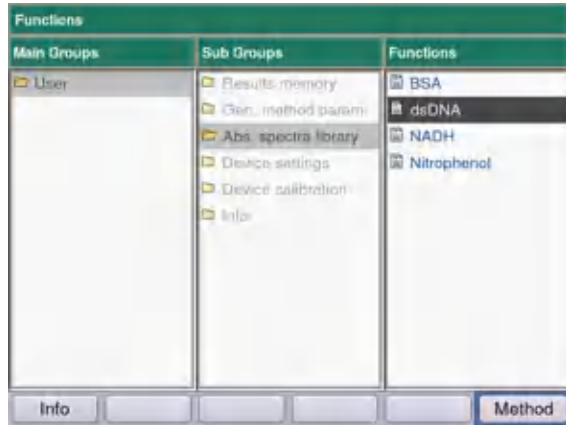 Functions
Main Groups
Sub Groups
Functions
User
Results memory
Gen. method param
Abs. spectra library
Device settings
Device calibration
Info
BSA
dsDNA
NADH
Nitrophenol
Info
Method